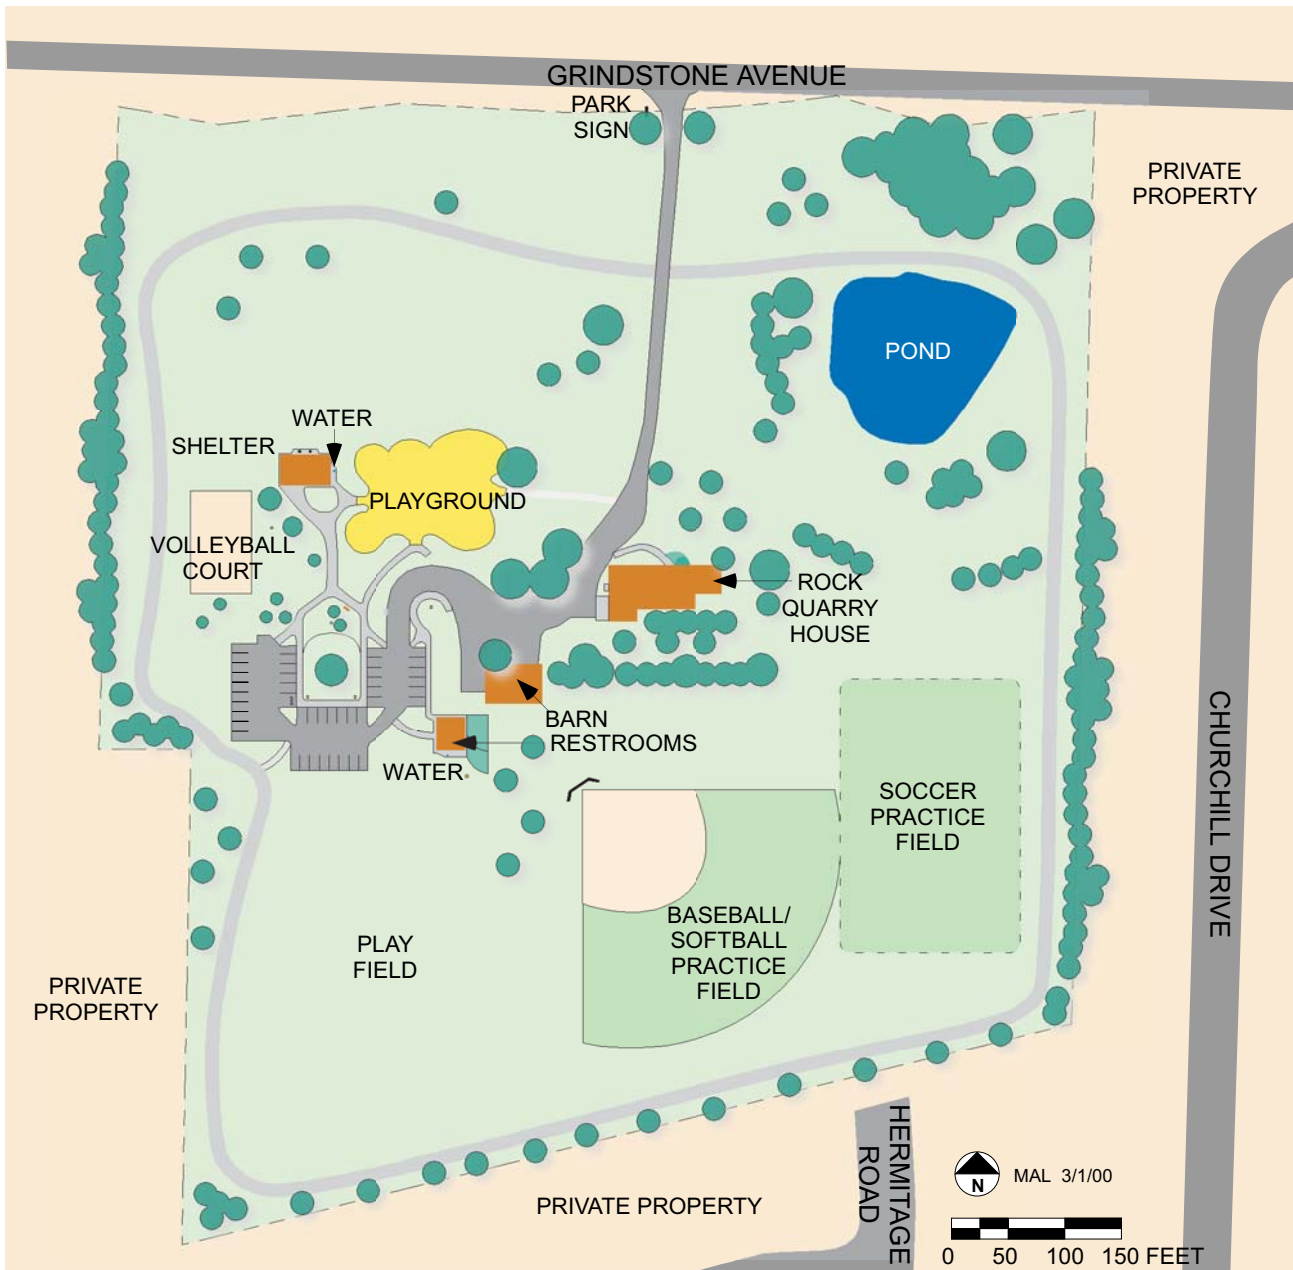 GRINDSTONE AVENUE
PARK
SIGN
PRIVATE
PROPERTY
POND
WATER
SHELTER
PLAYGROUND
VOLLEYBALL
COURT
ROCK
QUARRY
HOUSE
BARN
RESTROOMS
WATER
SOCCER
PRACTICE
FIELD
CHURCHILL DRIVE
BASEBALL/
SOFTBALL
PRACTICE
FIELD
PLAY
FIELD
PRIVATE
PROPERTY
HERMITAGE
ROAD
PRIVATE PROPERTY
N
MAL 3/1/00
0 50 100 150 FEET